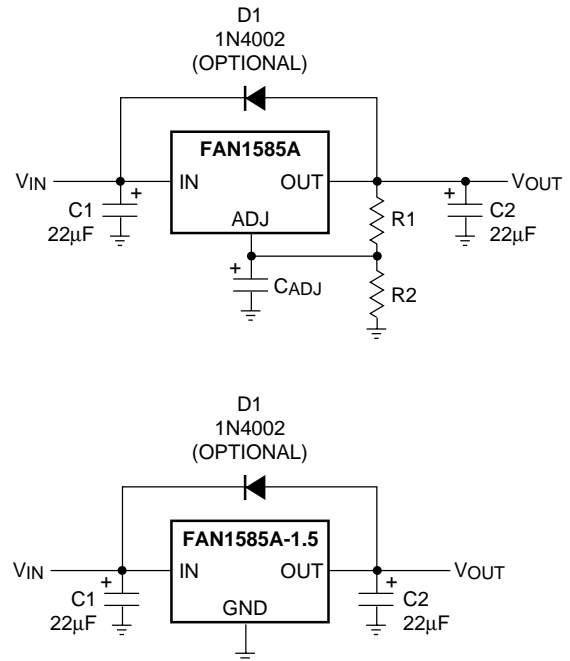 D1
1N4002
(OPTIONAL)
FAN1585A
VIN
IN
OUT
VOUT
+
C1
22μF
ADJ
R1
+
C2
22μF
+
CADJ
R2
D1
1N4002
(OPTIONAL)
FAN1585A-1.5
VIN
IN
OUT
VOUT
+
C1
22μF
GND
+
C2
22μF